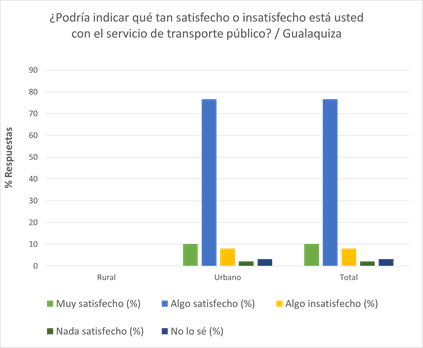 ¿Podría indicar qué tan satisfecho o insatisfecho está usted
con el servicio de transporte público? / Gualaquiza
% Respuestas
90
80
70
60
50
40
30
20
10
0
Rural Urbano Total
Muy satisfecho (%) Algo satisfecho (%) Algo insatisfecho (%)
Nada satisfecho (%) No lo sé (%)